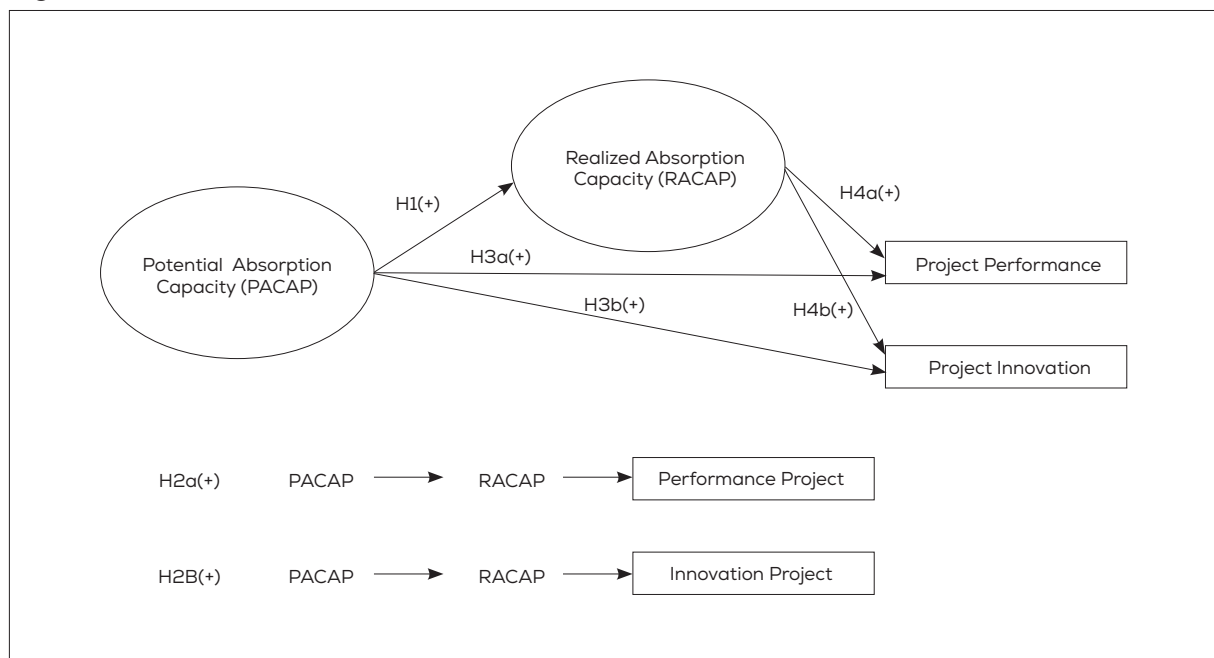 Realized Absorption
Capacity (RACAP)
H1(+)
H4a(+)
Potential Absorption
Capacity (PACAP)
H3a(+)
Project Performance
H3b(+)
H4b(+)
Project Innovation
H2a(+) PACAP RACAP Performance Project
H2B(+) PACAP RACAP Innovation Project